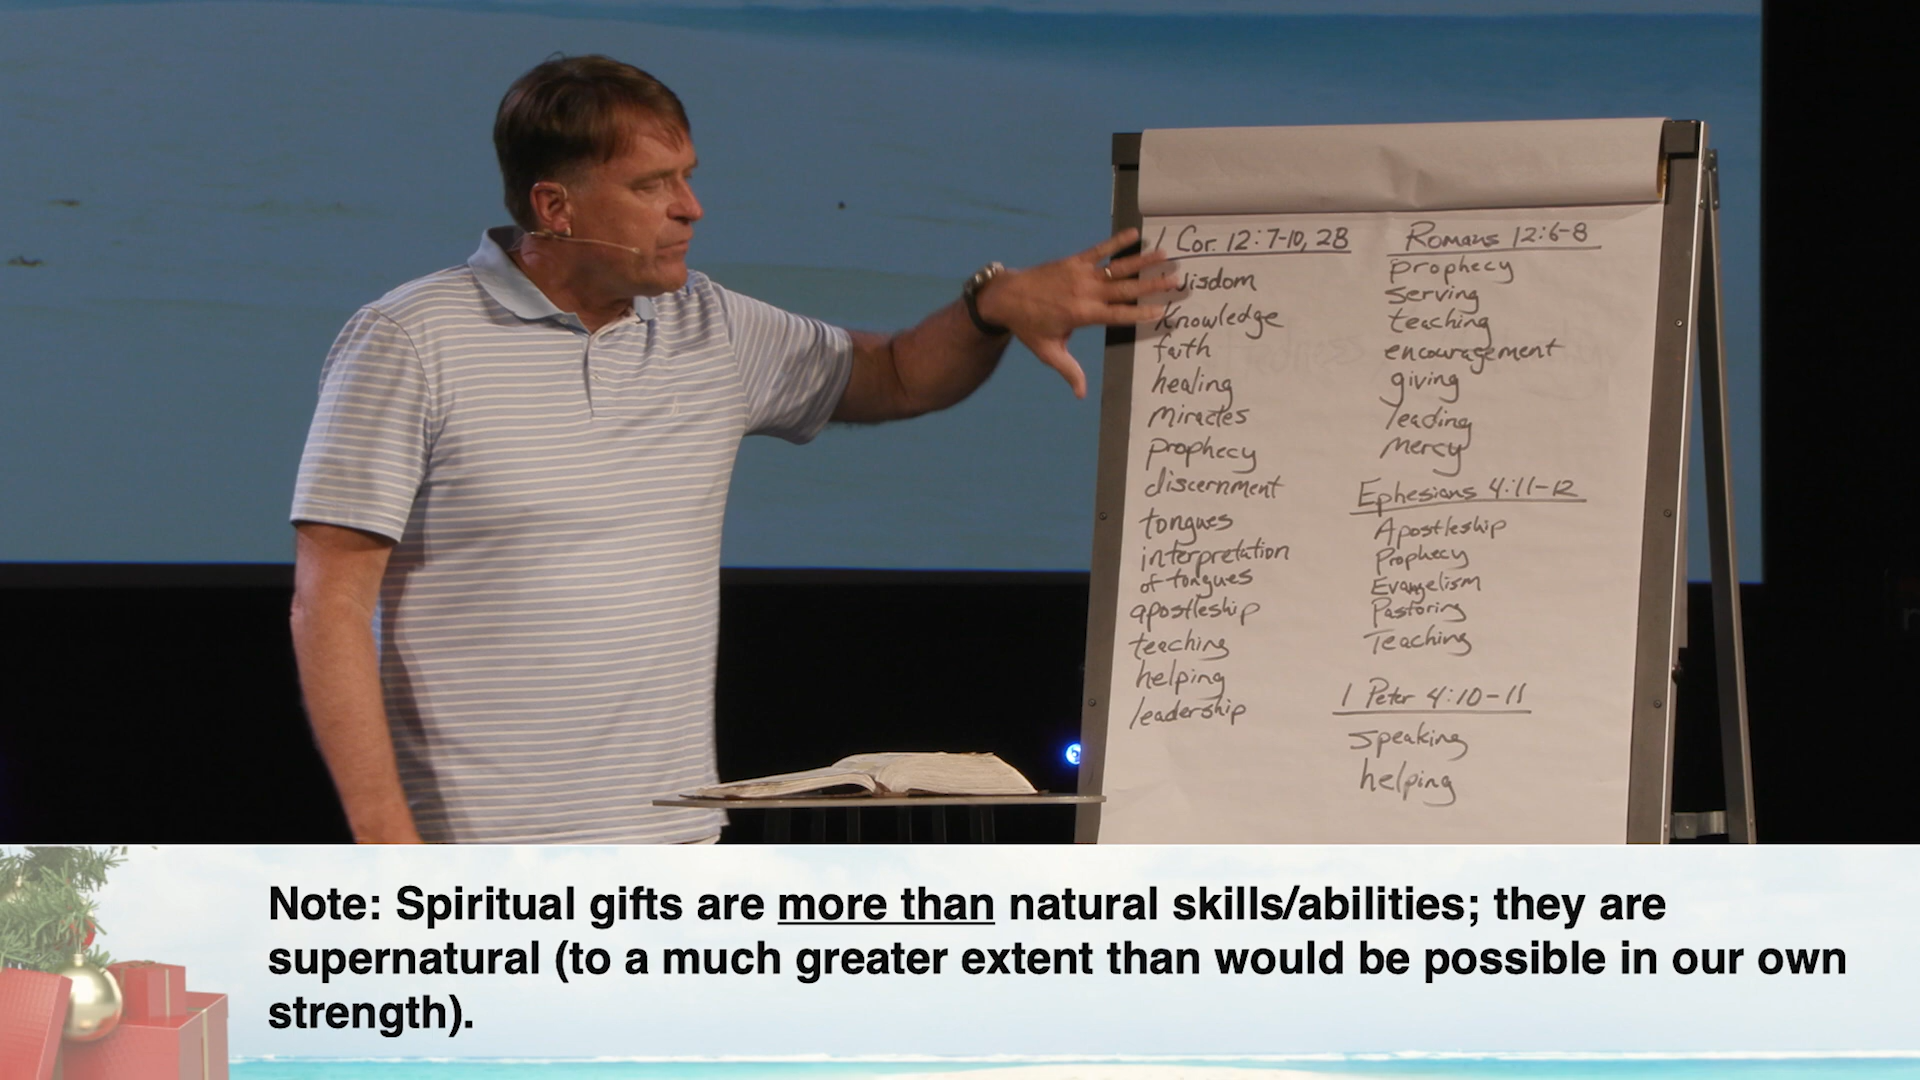 1 Cor. 12:7-10, 28
Wisdom
Knowledge
faith
healing
Miracles
prophecy
discernment
tongues
interpretation
of tongues
apostleship
teaching
helping
leadership
Romans 12:6-8
prophecy
serving
teaching
encouragement
giving
leading
mercy
Ephesians 4:11-12
Apostleship
Prophecy
Evangelism
Pastoring
Teaching
1 Peter 4:10-11
speaking
helping
Note: Spiritual gifts are more than natural skills/abilities; they are
supernatural (to a much greater extent than would be possible in our own
strength).